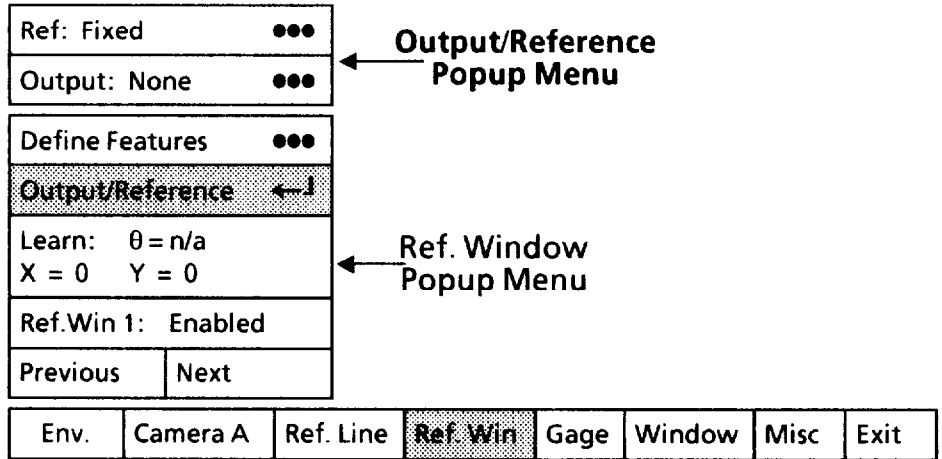 Ref: Fixed ●●●
Output: None ●●●
Output/Reference
Popup Menu
Define Features ●●●
Output/Reference ←┘
Learn: θ = n/a
X = 0 Y = 0
Ref. Window
Popup Menu
Ref.Win 1: Enabled
Previous Next
Env. Camera A Ref. Line Ref. Win Gage Window Misc Exit